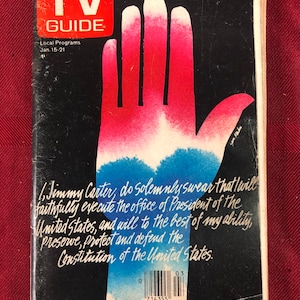 TV
GUIDE
Local Programs
Jan. 15-21
I, Jimmy Carter, do solemnly swear that I will
faithfully execute the office of President of the
United States, and will to the best of my ability,
preserve, protect and defend the
Constitution of the United States.
03